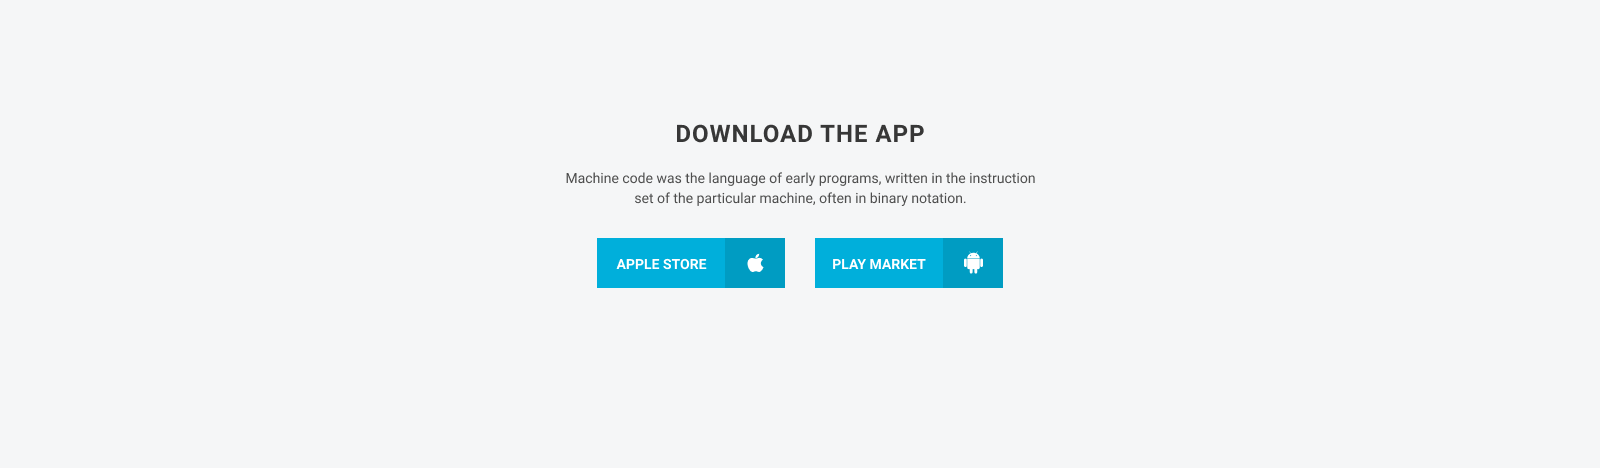 DOWNLOAD THE APP
Machine code was the language of early programs, written in the instruction
set of the particular machine, often in binary notation.
APPLE STORE
PLAY MARKET